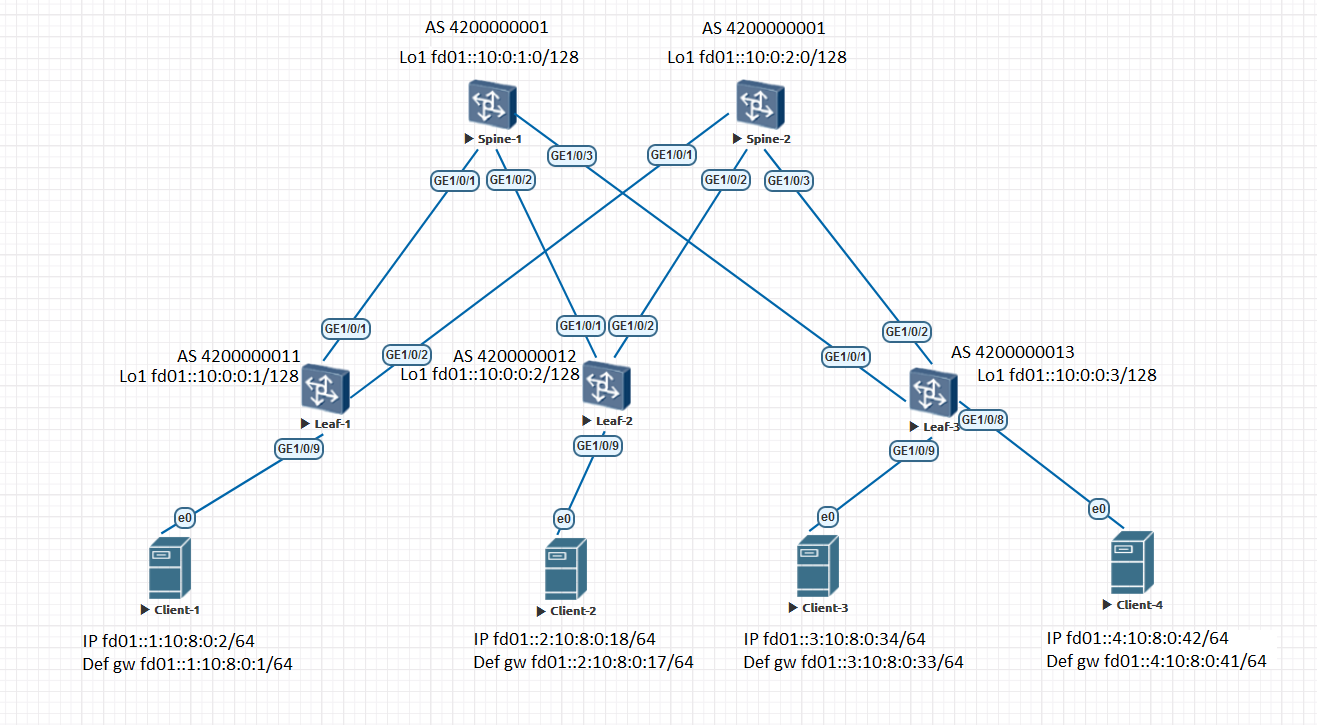 AS 4200000001
AS 4200000001
Lo1 fd01::10:0:1:0/128
Lo1 fd01::10:0:2:0/128
Spine-1
Spine-2
GE1/0/3
GE1/0/1
GE1/0/1
GE1/0/2
GE1/0/2
GE1/0/3
GE1/0/1
GE1/0/1
GE1/0/2
GE1/0/2
GE1/0/2
GE1/0/1
AS 4200000011
AS 4200000012
AS 4200000013
Lo1 fd01::10:0:0:1/128
Lo1 fd01::10:0:0:2/128
Lo1 fd01::10:0:0:3/128
Leaf-1
Leaf-2
Leaf-3
GE1/0/8
GE1/0/9
GE1/0/9
GE1/0/9
e0
e0
e0
e0
Client-1
Client-2
Client-3
Client-4
IP fd01::1:10:8:0:2/64
Def gw fd01::1:10:8:0:1/64
IP fd01::2:10:8:0:18/64
Def gw fd01::2:10:8:0:17/64
IP fd01::3:10:8:0:34/64
Def gw fd01::3:10:8:0:33/64
IP fd01::4:10:8:0:42/64
Def gw fd01::4:10:8:0:41/64